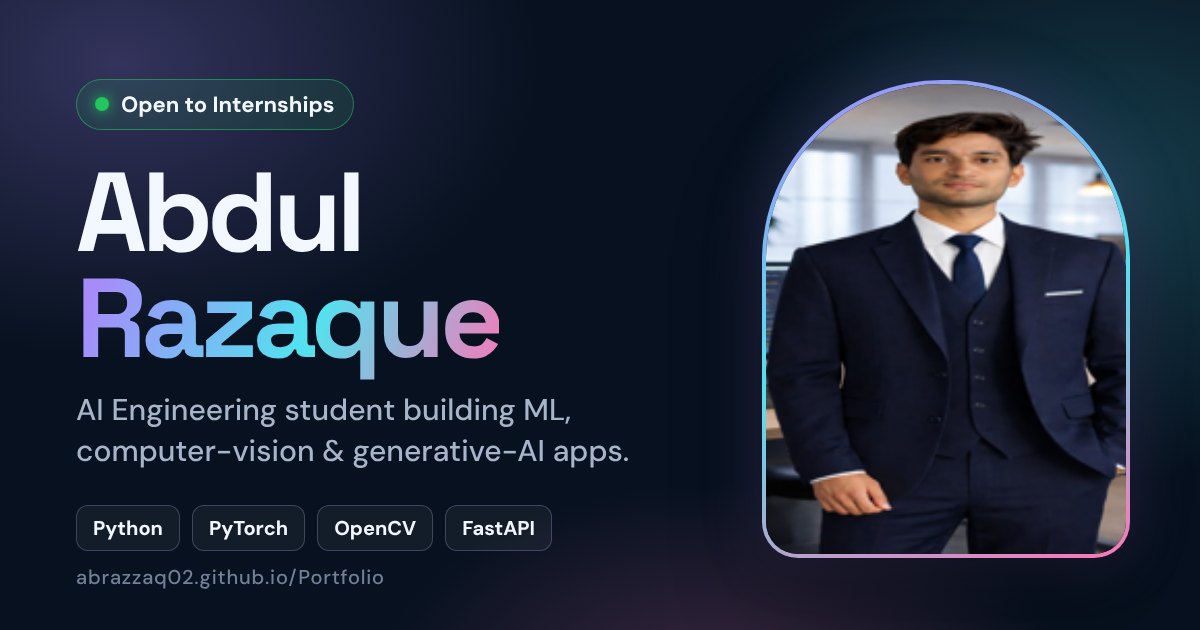 Open to Internships
Abdul
Razaque
AI Engineering student building ML,
computer-vision & generative-AI apps.
Python PyTorch OpenCV FastAPI
abrazzaq02.github.io/Portfolio